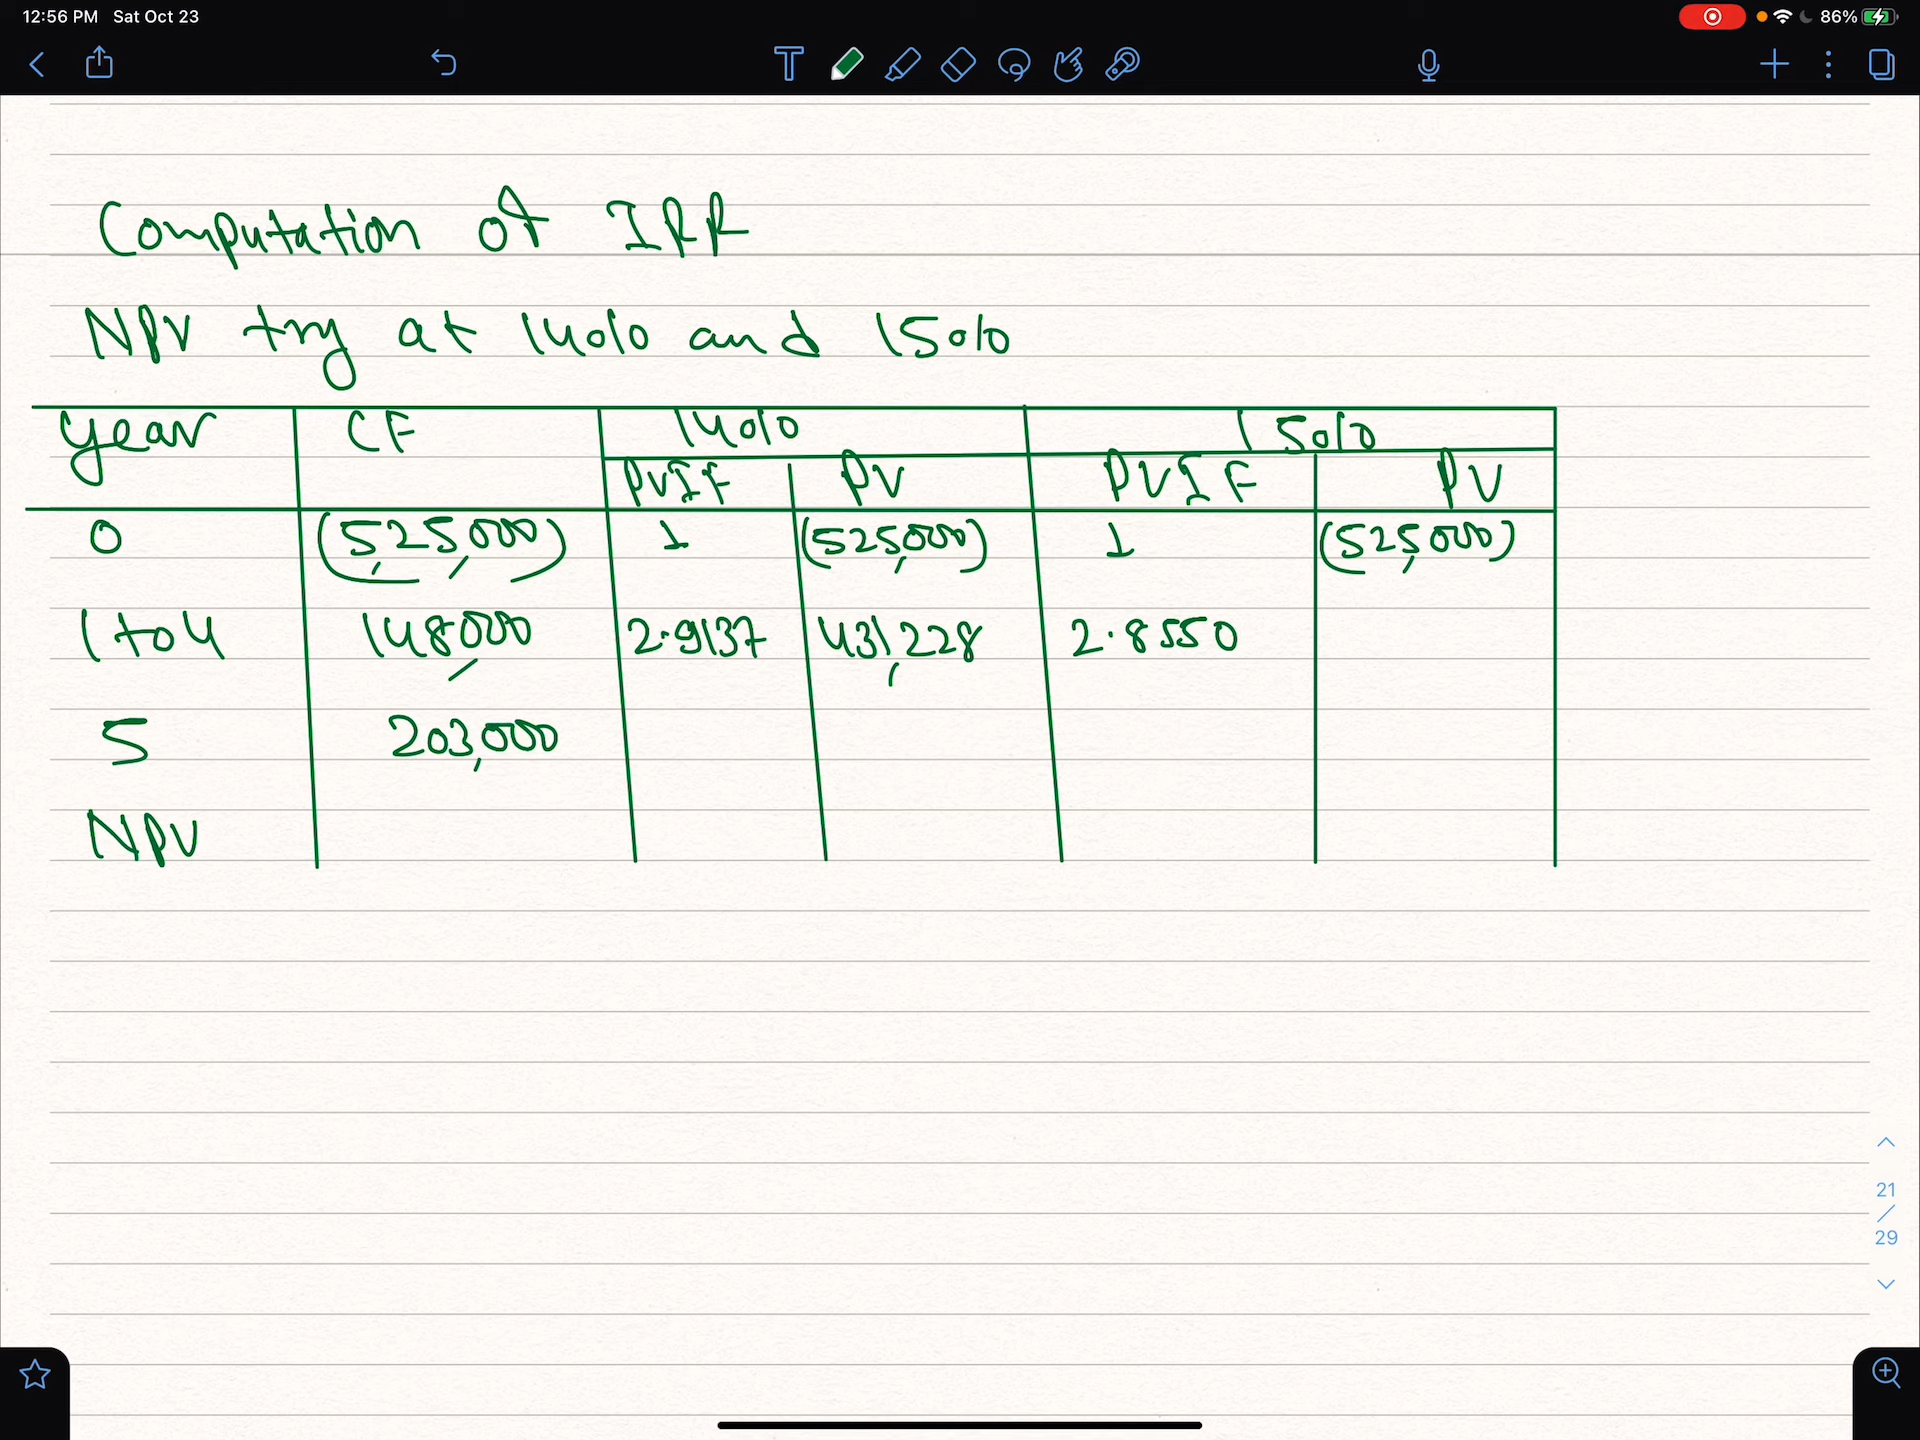 12:56 PM Sat Oct 23
86%
Computation of IRR
NPV try at 14% and 15%
year CF 14% 15%
PVIF PV PVIF PV
0 (525,000) 1 (525,000) 1 (525,000)
1 to 4 148,000 2.9137 431,228 2.8550
5 203,000
NPV
21
/
29